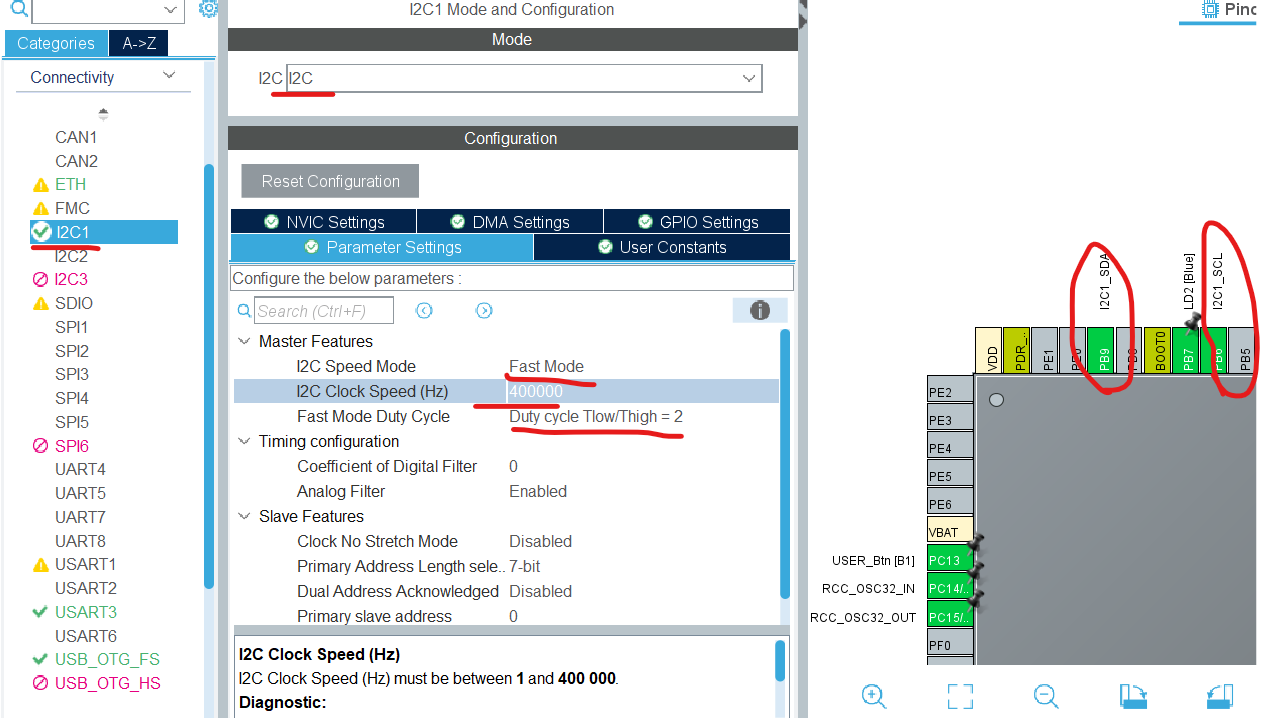 I2C1 Mode and Configuration
Pinc
Mode
Categories
A->Z
Connectivity
I2C I2C
CAN1
CAN2
ETH
FMC
I2C1
I2C2
I2C3
SDIO
SPI1
SPI2
SPI3
SPI4
SPI5
SPI6
UART4
UART5
UART7
UART8
USART1
USART2
USART3
USART6
USB_OTG_FS
USB_OTG_HS
Configuration
Reset Configuration
NVIC Settings
DMA Settings
GPIO Settings
Parameter Settings
User Constants
Configure the below parameters :
Search (Ctrl+F)
Master Features
I2C Speed Mode Fast Mode
I2C Clock Speed (Hz) 400000
Fast Mode Duty Cycle Duty cycle Tlow/Thigh = 2
Timing configuration
Coefficient of Digital Filter 0
Analog Filter Enabled
Slave Features
Clock No Stretch Mode Disabled
Primary Address Length sele.. 7-bit
Dual Address Acknowledged Disabled
Primary slave address 0
I2C Clock Speed (Hz)
I2C Clock Speed (Hz) must be between 1 and 400 000.
Diagnostic:
I2C1_SDA
LD2 [Blue]
I2C1_SCL
VDD
PDR_..
PE1
PE0
PB9
PB8
BOOT0
PB7
PB6
PB5
PE2
PE3
PE4
PE5
PE6
VBAT
USER_Btn [B1] PC13
RCC_OSC32_IN PC14/..
RCC_OSC32_OUT PC15/..
PF0